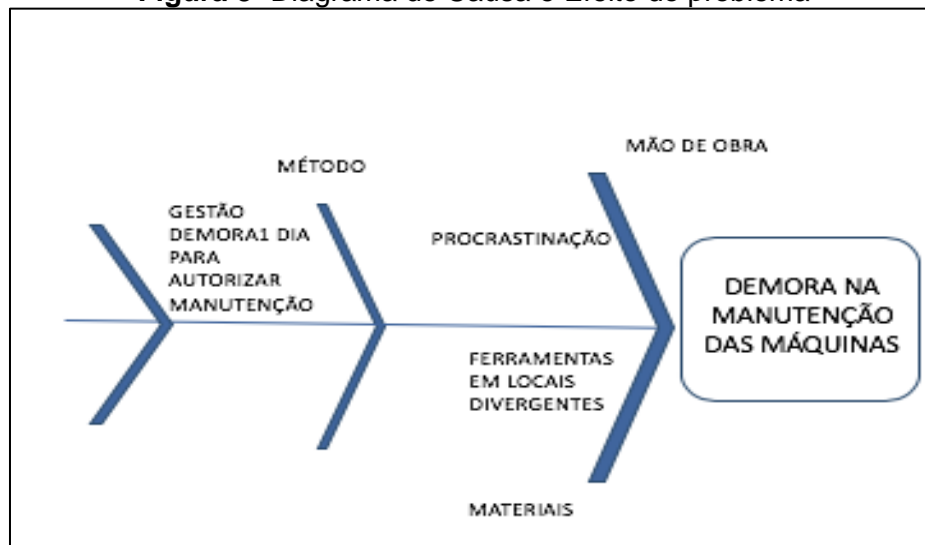 Figura Diagrama de Causa e Efeito do problema
MÃO DE OBRA
MÉTODO
GESTÃO
DEMORA1 DIA
PARA
AUTORIZAR
MANUTENÇÃO
PROCRASTINAÇÃO
DEMORA NA
MANUTENÇÃO
DAS MÁQUINAS
FERRAMENTAS
EM LOCAIS
DIVERGENTES
MATERIAIS